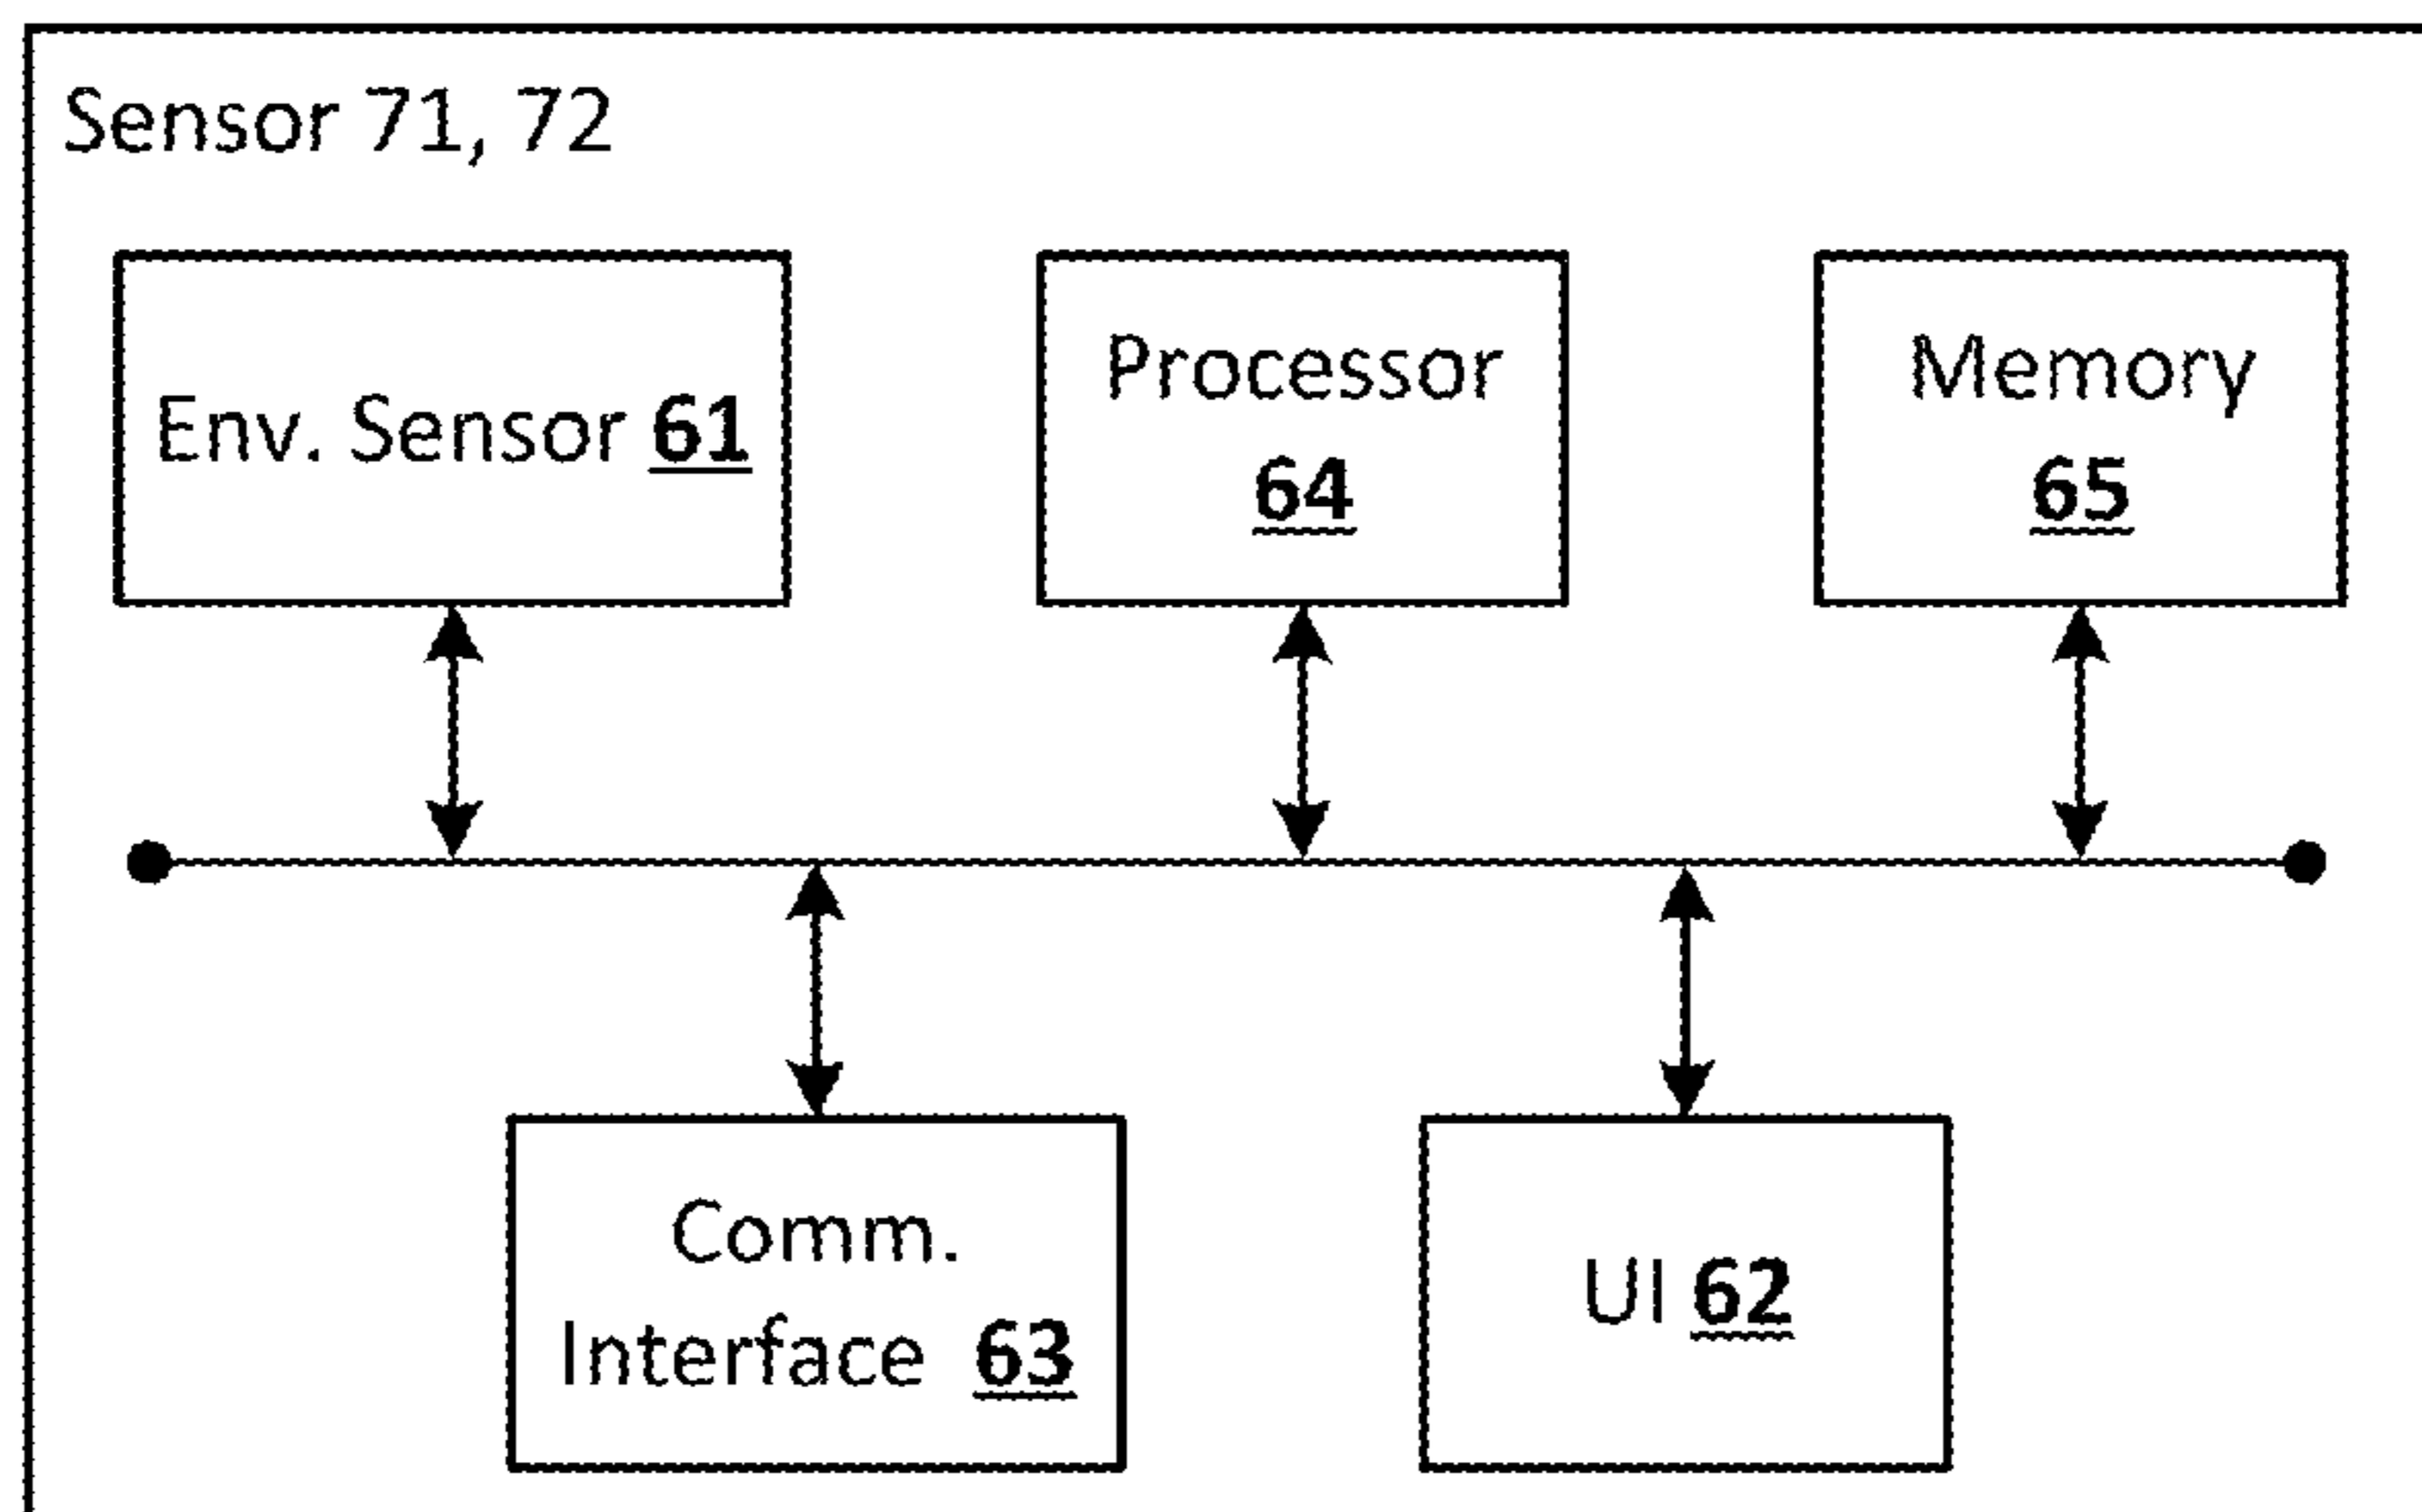 Sensor 71, 72
Env. Sensor 61
Processor
64
Memory
65
Comm.
Interface 63
UI 62